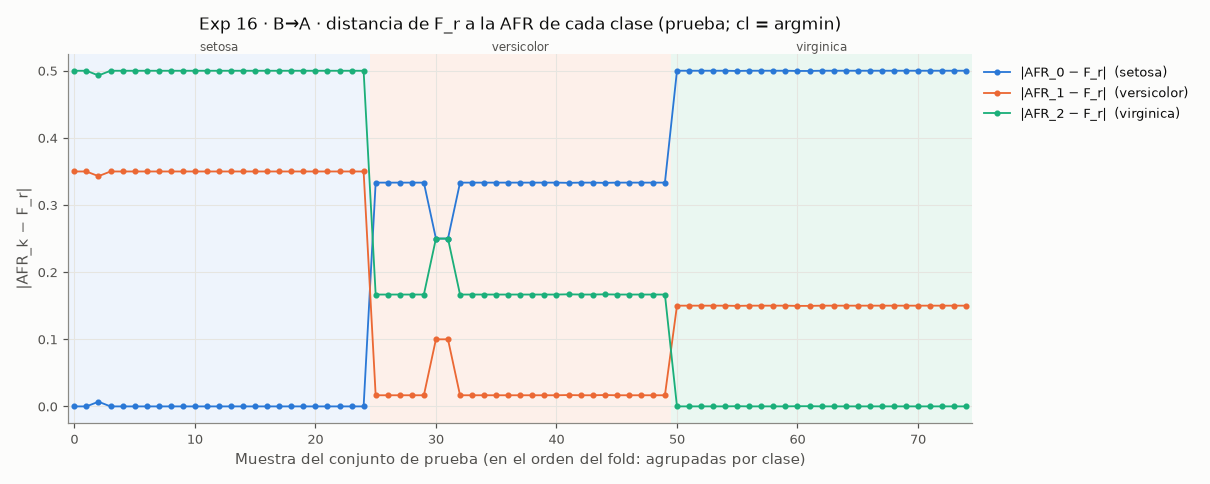 Exp 16 · B→A · distancia de F_r a la AFR de cada clase (prueba; cl = argmin)
setosa
versicolor
virginica
|AFR_0 − F_r|  (setosa)
|AFR_1 − F_r|  (versicolor)
|AFR_2 − F_r|  (virginica)
|AFR_k − F_r|
0.5
0.4
0.3
0.2
0.1
0.0
0 10 20 30 40 50 60 70
Muestra del conjunto de prueba (en el orden del fold: agrupadas por clase)